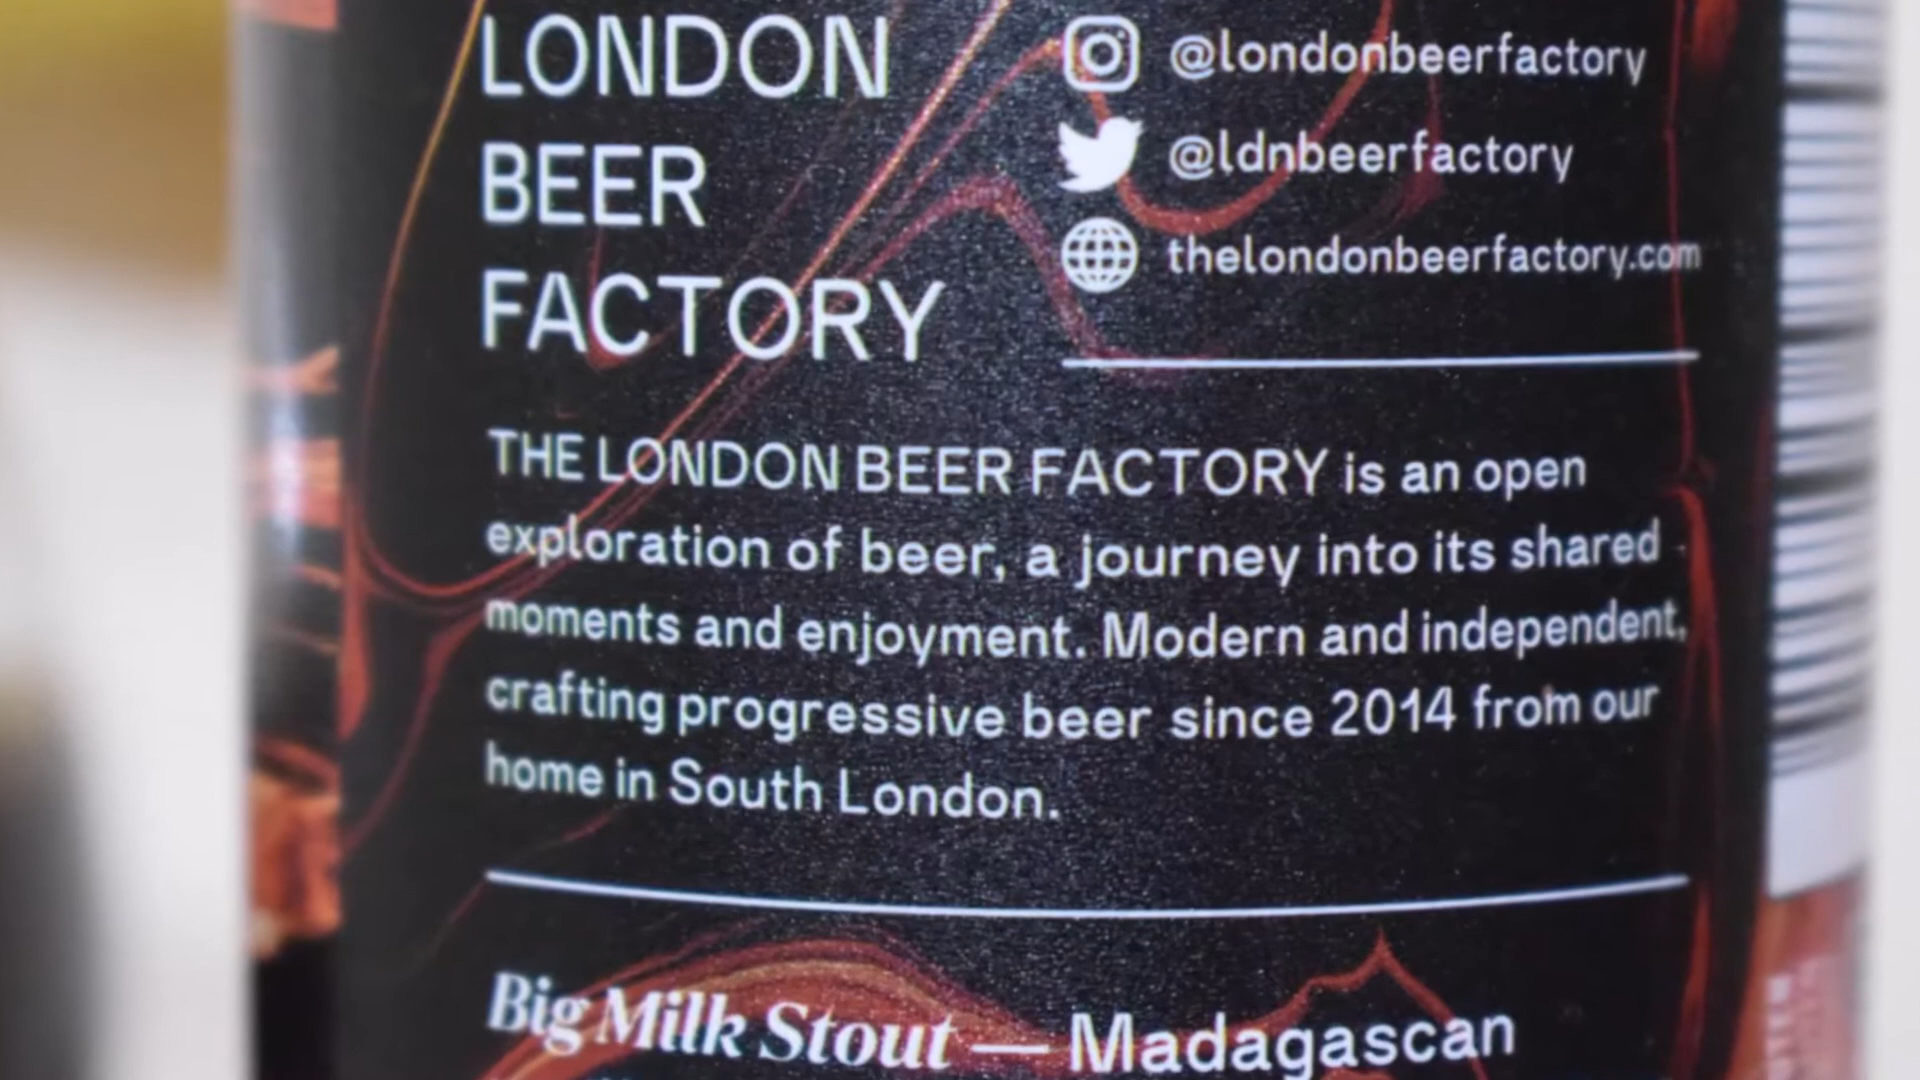 LONDON
BEER
FACTORY
@londonbeerfactory
@ldnbeerfactory
thelondonbeerfactory.com
THE LONDON BEER FACTORY is an open
exploration of beer, a journey into its shared
moments and enjoyment. Modern and independent,
crafting progressive beer since 2014 from our
home in South London.
Big Milk Stout — Madagascan